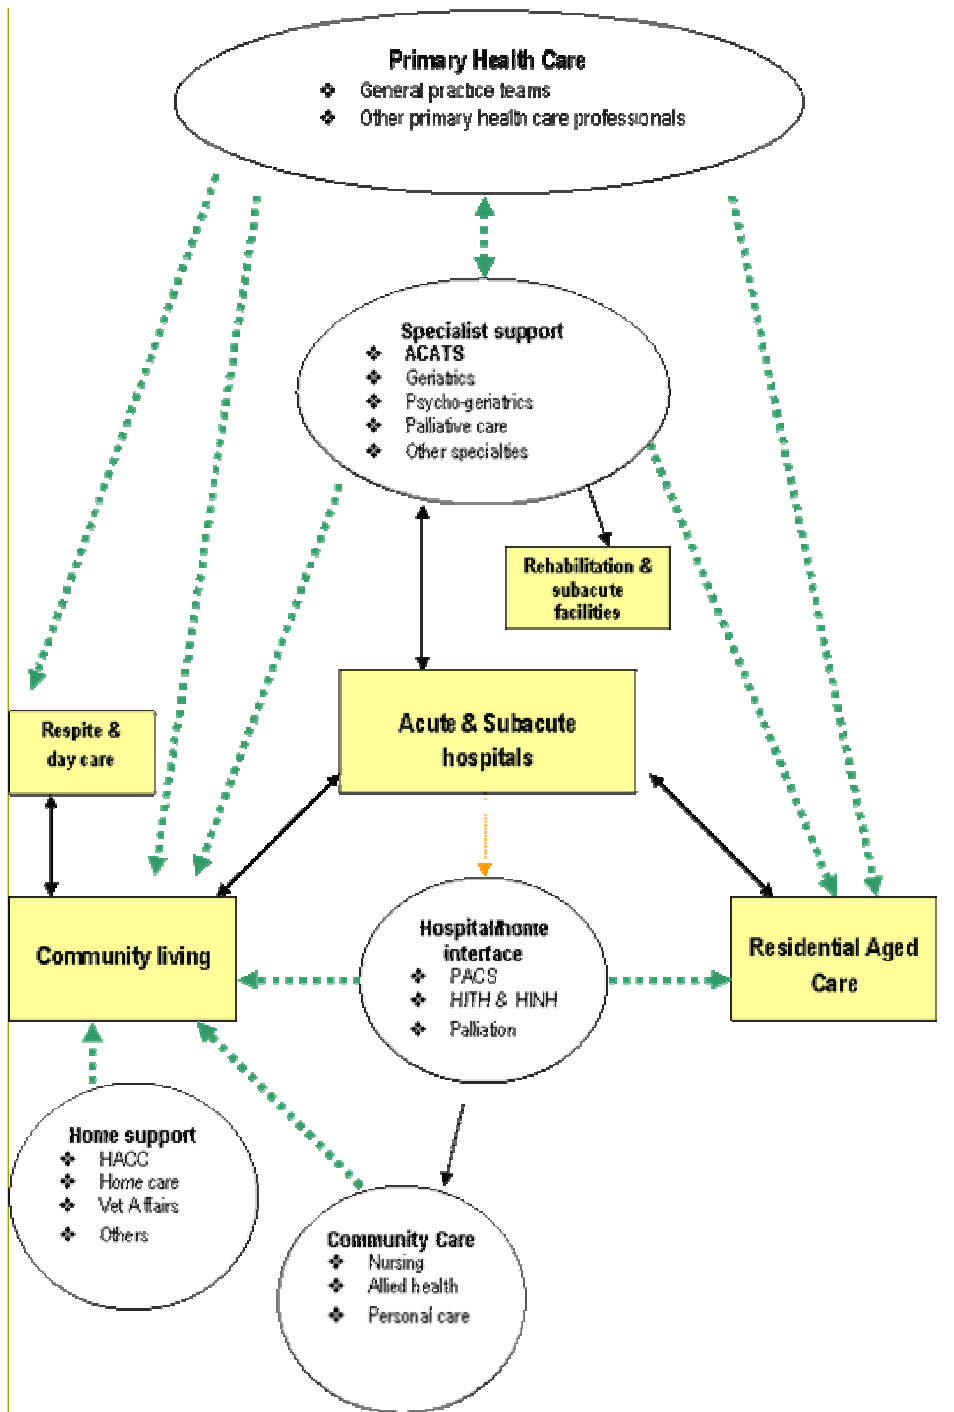 Primary Health Care
❖ General practice teams
❖ Other primary health care professionals
Specialist support
❖ ACATS
❖ Geriatrics
❖ Psycho-geriatrics
❖ Palliative care
❖ Other specialties
Rehabilitation &
subacute
facilities
Respite &
day care
Acute & Subacute
hospitals
Community living
Hospital/home
interface
❖ PACS
❖ HITH & HINH
❖ Palliation
Residential Aged
Care
Home support
❖ HACC
❖ Home care
❖ Vet Affairs
❖ Others
Community Care
❖ Nursing
❖ Allied health
❖ Personal care